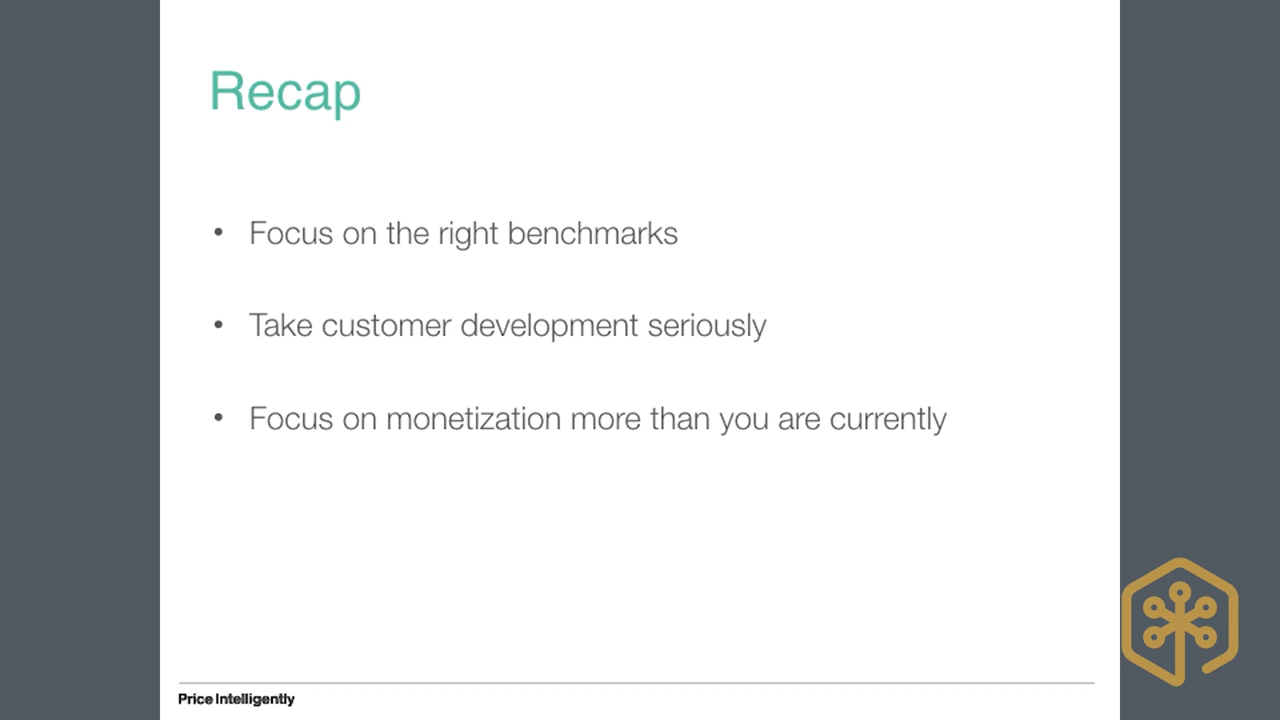 Recap
• Focus on the right benchmarks
• Take customer development seriously
• Focus on monetization more than you are currently
Price Intelligently